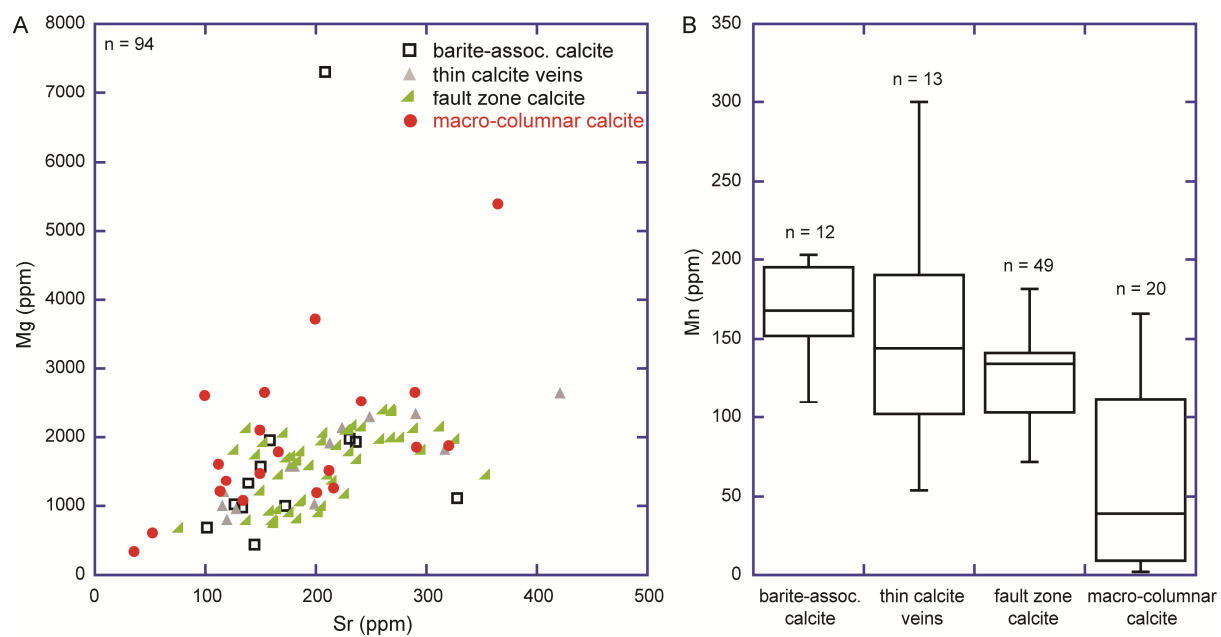 A
8000
7000
6000
5000
4000
3000
2000
1000
0
Mg (ppm)
n = 94
barite-assoc. calcite
thin calcite veins
fault zone calcite
macro-columnar calcite
0 100 200 300 400 500
Sr (ppm)
B
350
300
250
200
150
100
50
0
Mn (ppm)
n = 12
n = 13
n = 49
n = 20
barite-assoc.
calcite
thin calcite
veins
fault zone
calcite
macro-columnar
calcite